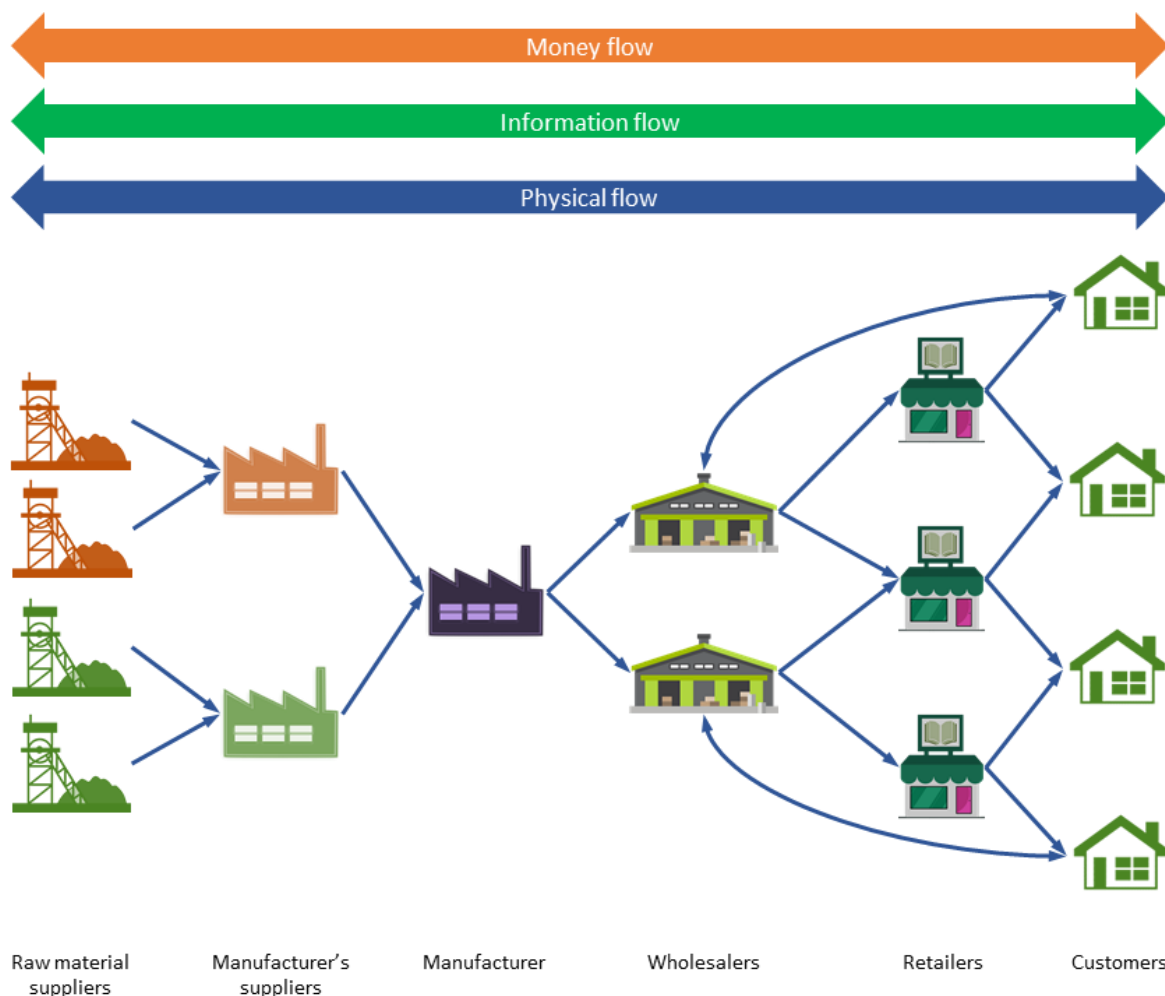 Money flow
Information flow
Physical flow
Raw material
suppliers
Manufacturer’s
suppliers
Manufacturer
Wholesalers
Retailers
Customers